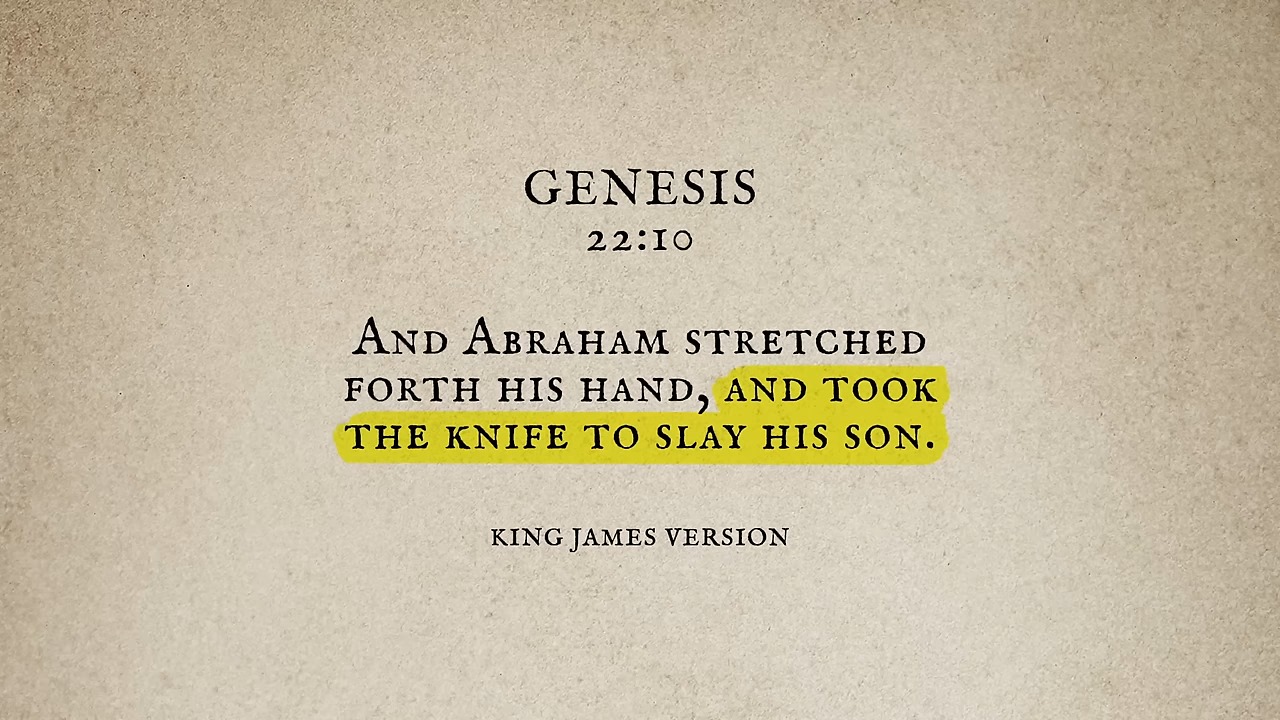 GENESIS
22:10
AND ABRAHAM STRETCHED
FORTH HIS HAND, AND TOOK
THE KNIFE TO SLAY HIS SON.
KING JAMES VERSION